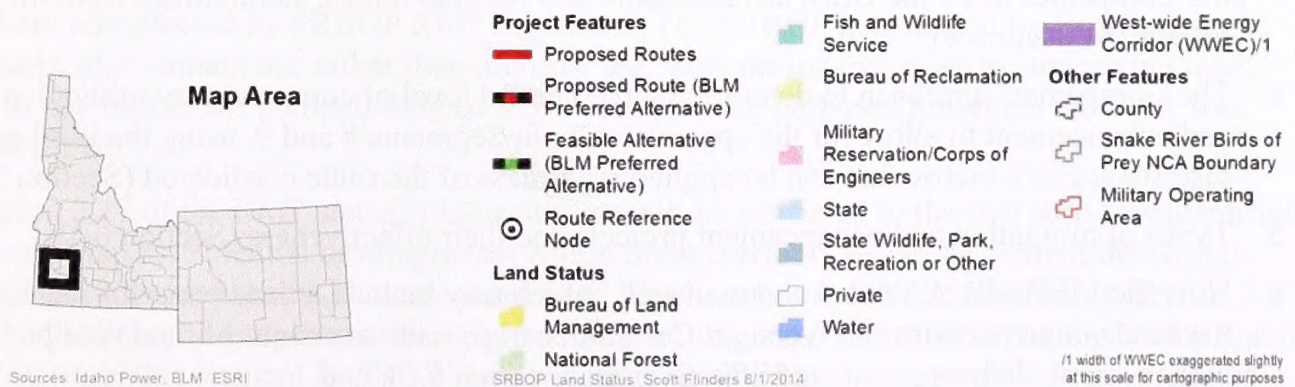 Map Area
Sources: Idaho Power, BLM, ESRI
Project Features
Proposed Routes
Proposed Route (BLM
Preferred Alternative)
Feasible Alternative
(BLM Preferred
Alternative)
Route Reference
Node
Land Status
Bureau of Land
Management
National Forest
SRBOP Land Status Scott Flinders 8/1/2014
Fish and Wildlife
Service
Bureau of Reclamation
Military
Reservation/Corps of
Engineers
State
State Wildlife, Park,
Recreation or Other
Private
Water
West-wide Energy
Corridor (WWEC)/1
Other Features
County
Snake River Birds of
Prey NCA Boundary
Military Operating
Area
/1 width of WWEC exaggerated slightly
at this scale for cartographic purposes